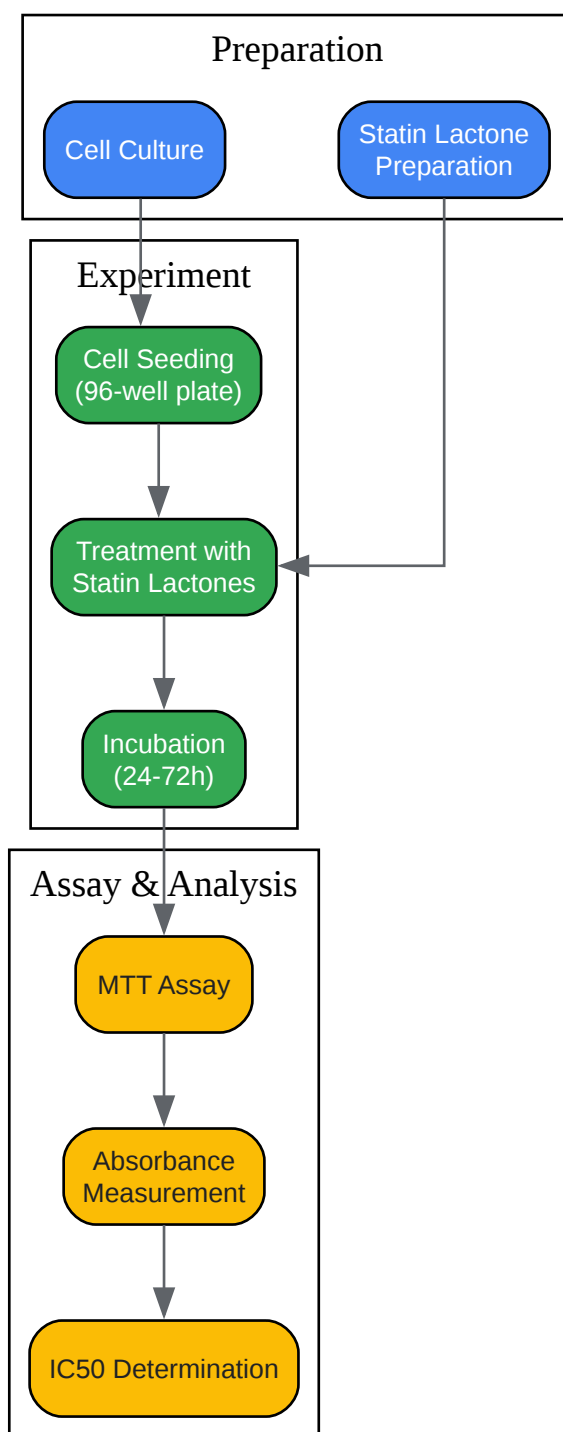 Preparation
Cell Culture
Statin Lactone
Preparation
Experiment
Cell Seeding
(96-well plate)
Treatment with
Statin Lactones
Incubation
(24-72h)
Assay & Analysis
MTT Assay
Absorbance
Measurement
IC50 Determination